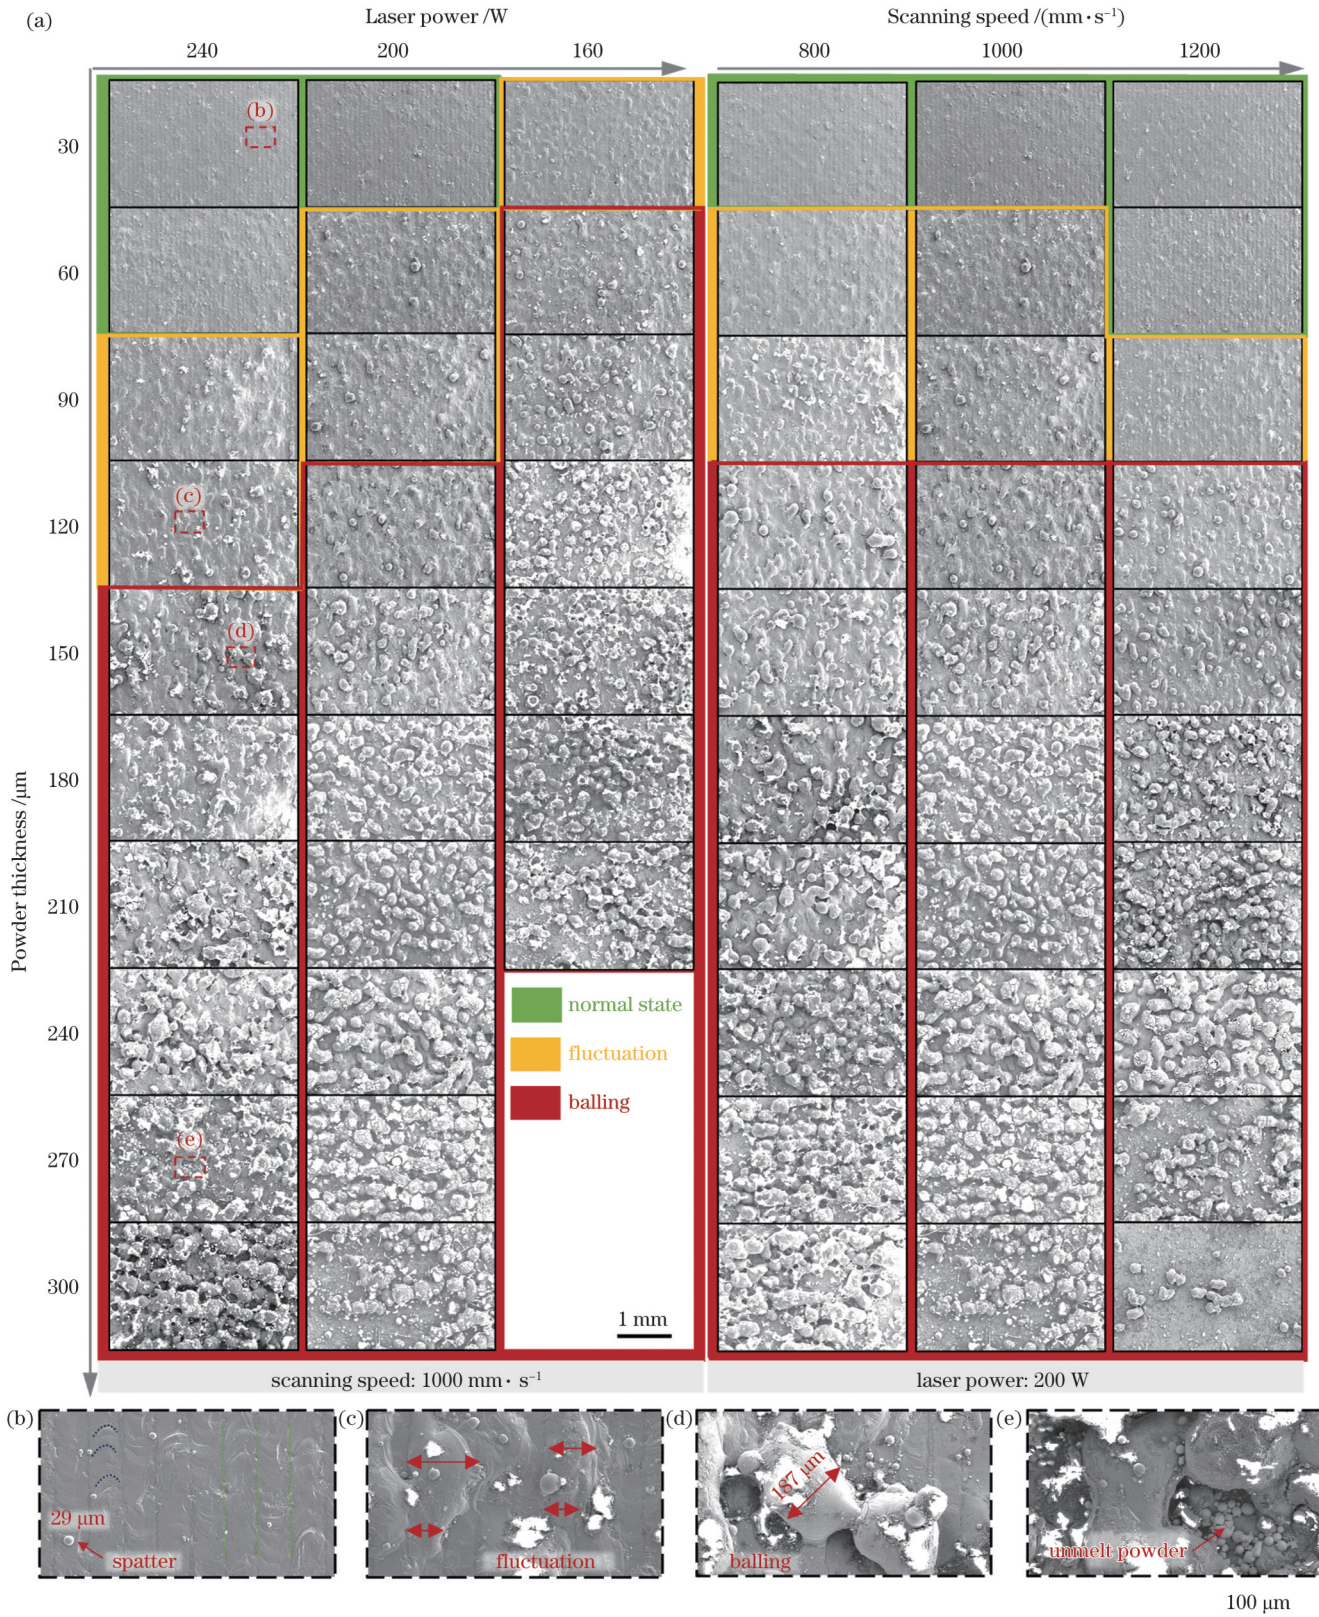 (a)
Laser power /W
Scanning speed /(mm · s⁻¹)
240
200
160
800
1000
1200
(b)
30
60
90
(c)
120
(d)
150
180
210
240
(e)
270
300
Powder thickness /μm
normal state
fluctuation
balling
1 mm
scanning speed: 1000 mm · s⁻¹
laser power: 200 W
(b)
29 μm
spatter
(c)
fluctuation
(d)
187 μm
balling
(e)
unmelt powder
100 μm